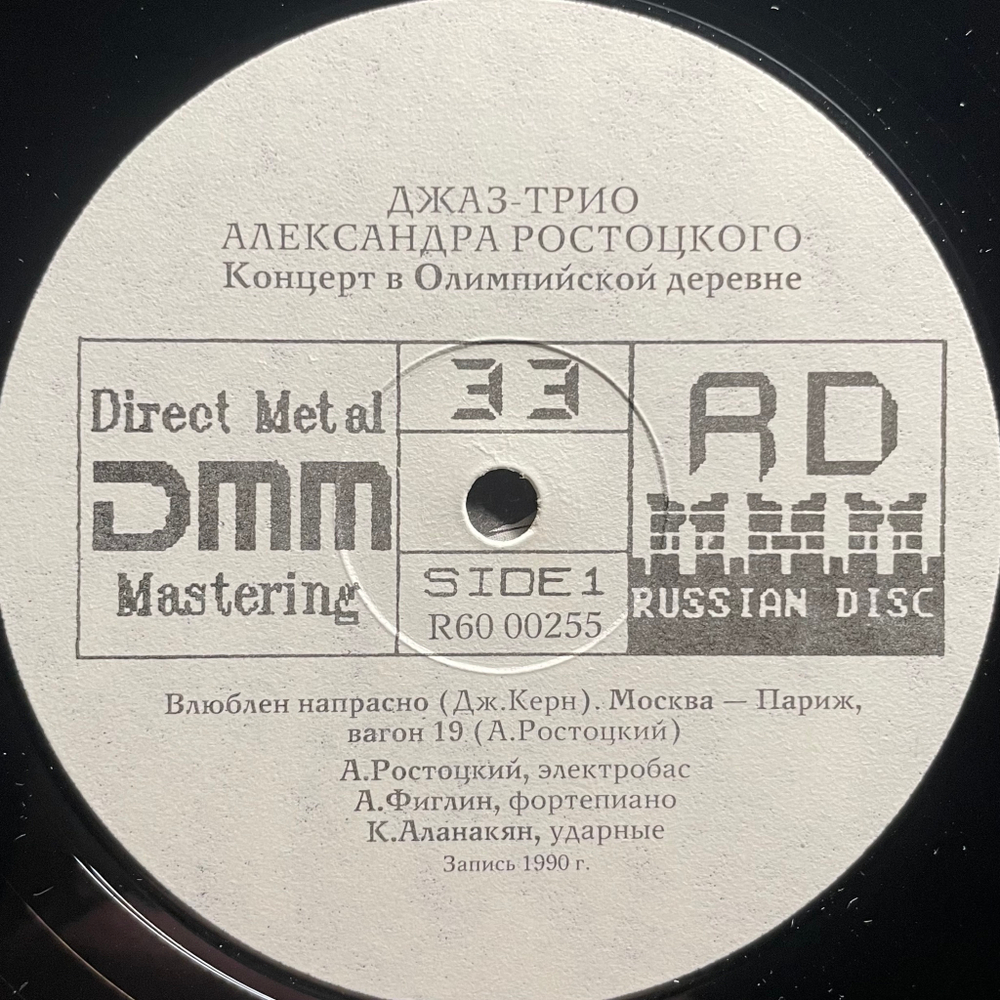 ДЖАЗ-ТРИО
АЛЕКСАНДРА РОСТОЦКОГО
Концерт в Олимпийской деревне
Direct Metal
DMM
Mastering
33
SIDE 1
R60 00255
RD
RUSSIAN DISC
Влюблен напрасно (Дж.Керн). Москва — Париж,
вагон 19 (А.Ростоцкий)
А.Ростоцкий, электробас
А.Фиглин, фортепиано
К.Аланакян, ударные
Запись 1990 г.